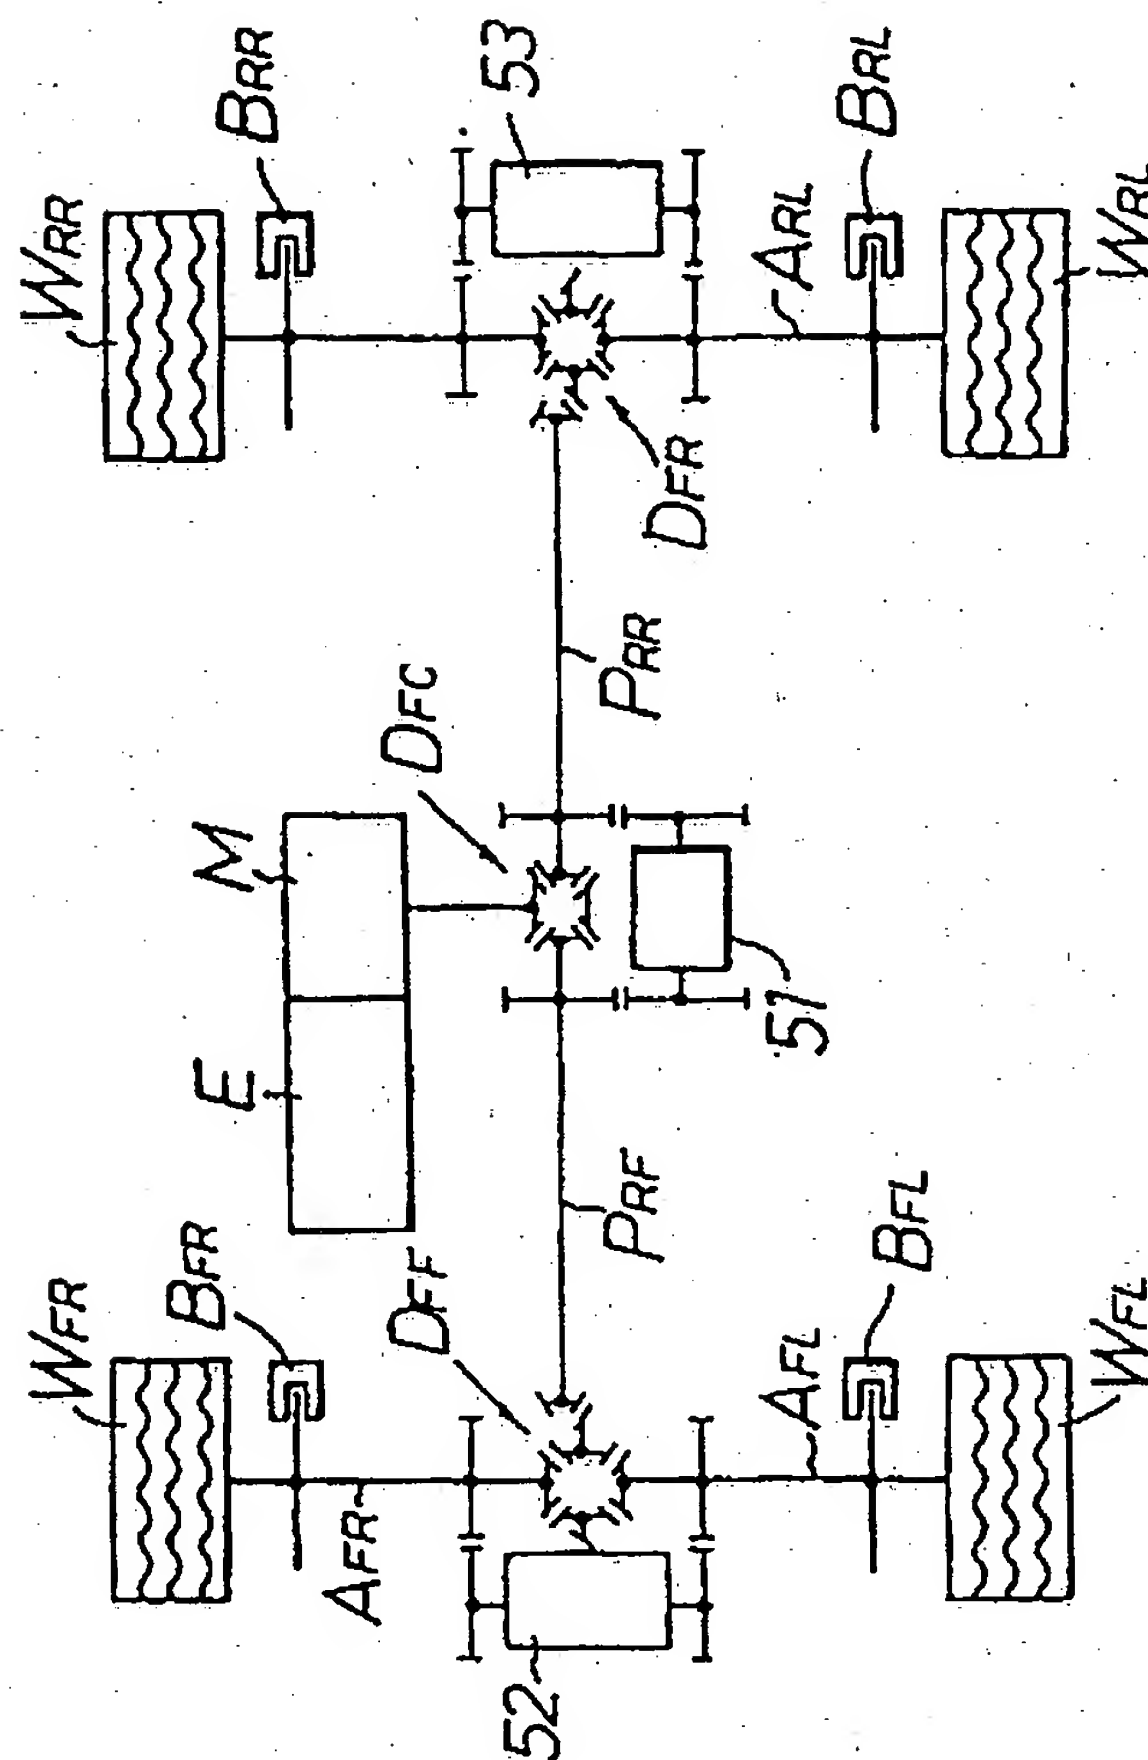 WRR
BRR
53
BRL
WRL
ARL
DFR
PRR
DFC
M
E
51
PRF
DFF
WFR
BFR
AFR
52
AFL
BFL
WFL